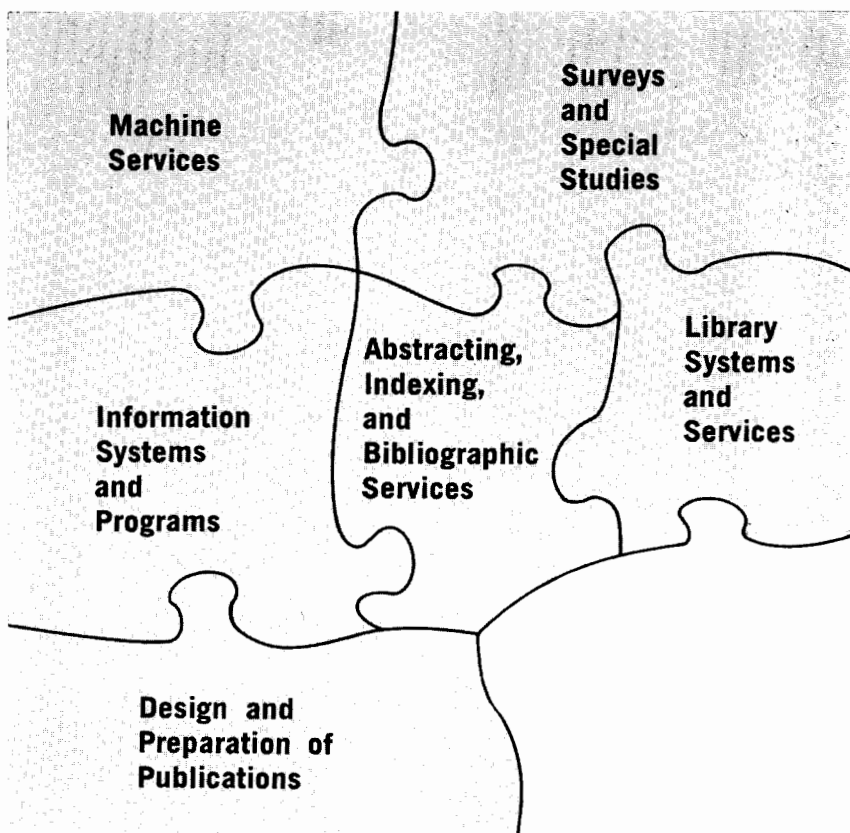 Machine
Services
Surveys
and
Special
Studies
Information
Systems
and
Programs
Abstracting,
Indexing,
and
Bibliographic
Services
Library
Systems
and
Services
Design and
Preparation of
Publications